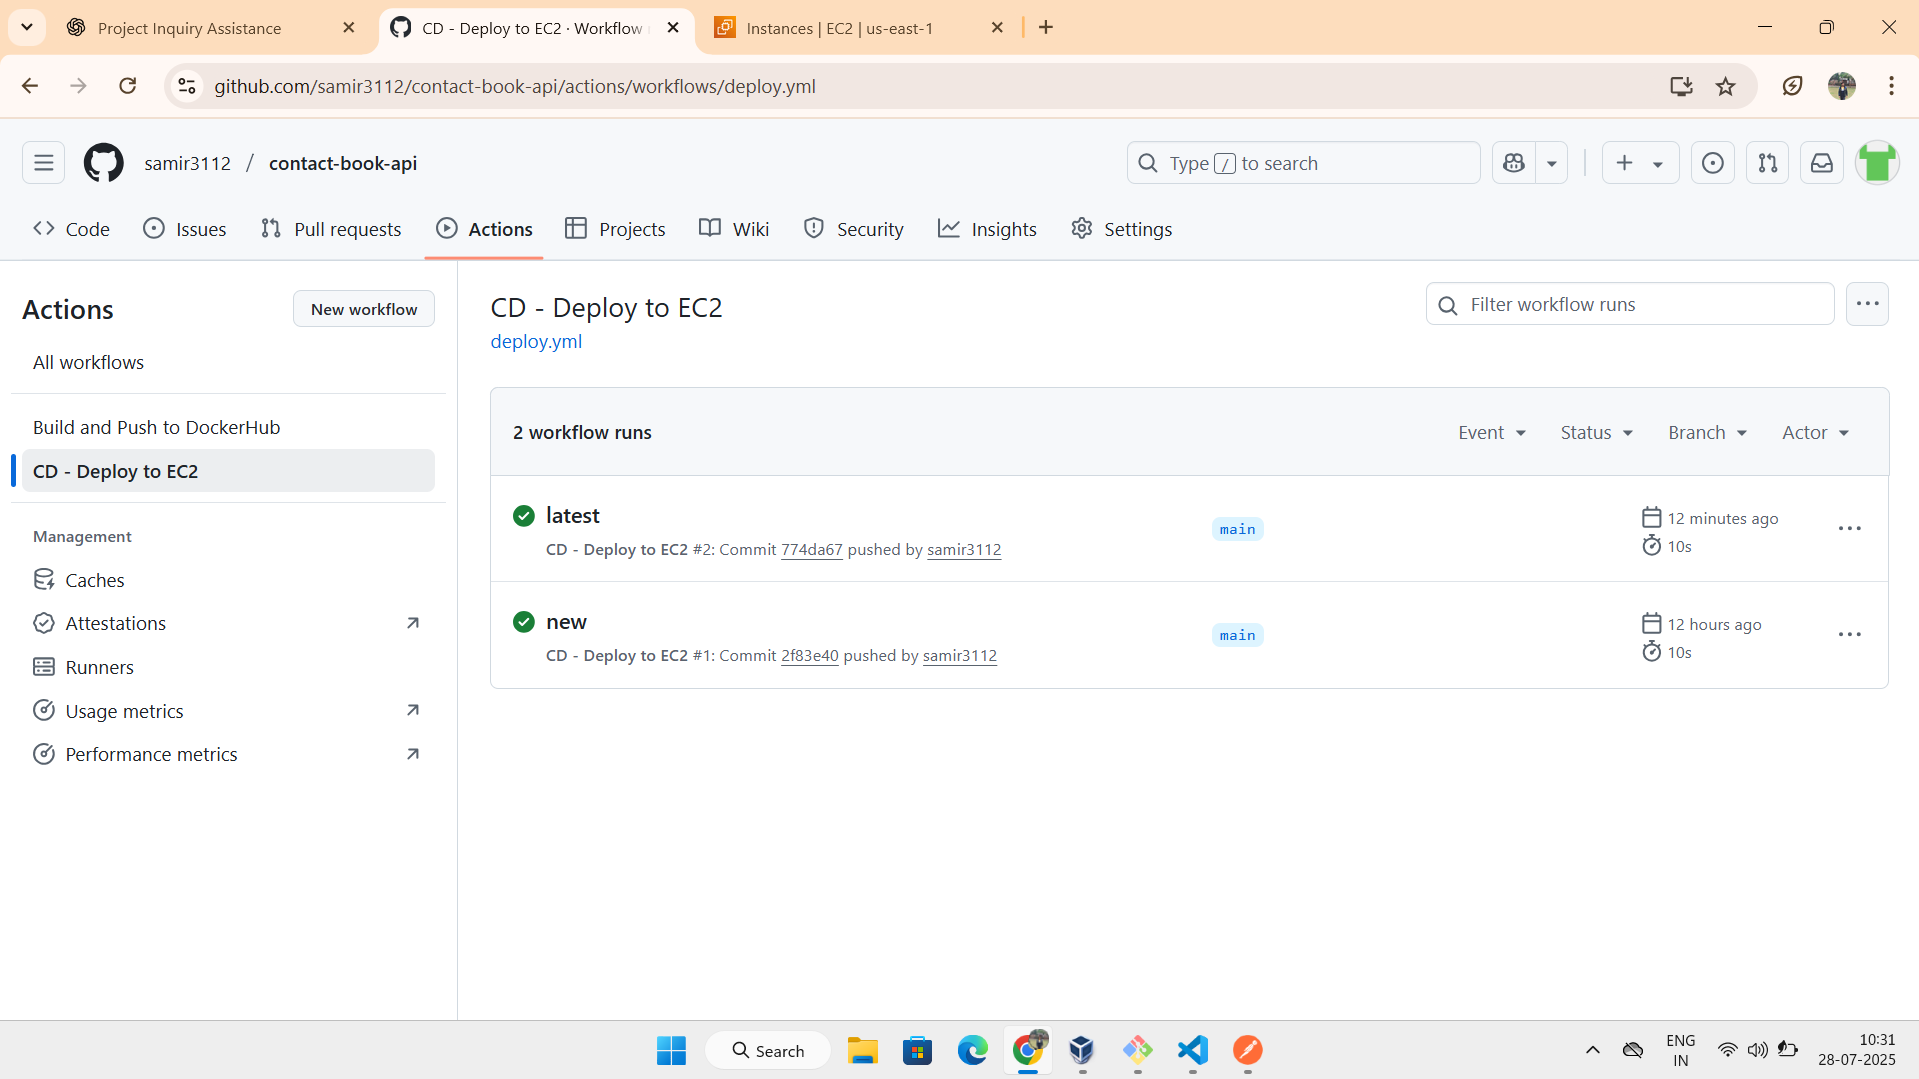 Project Inquiry Assistance
CD - Deploy to EC2 · Workflow
Instances | EC2 | us-east-1
github.com/samir3112/contact-book-api/actions/workflows/deploy.yml
samir3112 / contact-book-api
Type / to search
Code
Issues
Pull requests
Actions
Projects
Wiki
Security
Insights
Settings
Actions
New workflow
All workflows
Build and Push to DockerHub
CD - Deploy to EC2
Management
Caches
Attestations
Runners
Usage metrics
Performance metrics
CD - Deploy to EC2
deploy.yml
Filter workflow runs
2 workflow runs
Event
Status
Branch
Actor
latest
CD - Deploy to EC2 #2: Commit 774da67 pushed by samir3112
main
12 minutes ago
10s
new
CD - Deploy to EC2 #1: Commit 2f83e40 pushed by samir3112
main
12 hours ago
10s
Search
ENG
IN
10:31
28-07-2025